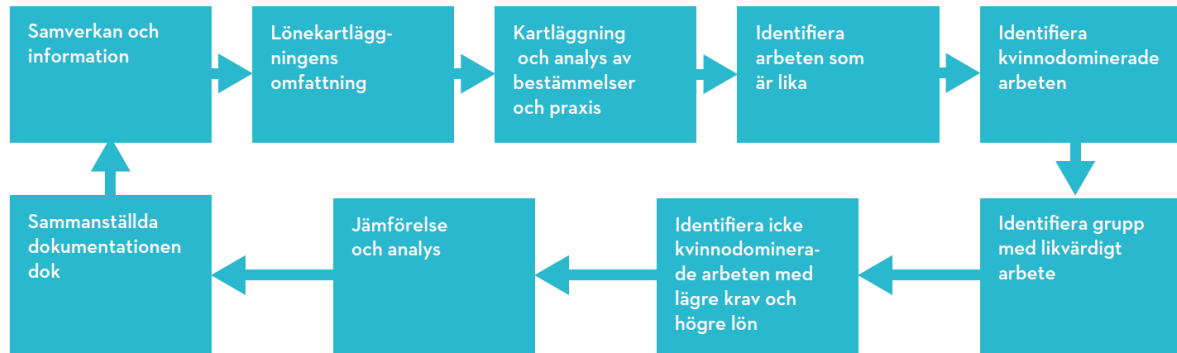 Samverkan och
information
Lönekartlägg-
ningens
omfattning
Kartläggning
och analys av
bestämmelser
och praxis
Identifiera
arbeten som
är lika
Identifiera
kvinnodominerade
arbeten
Identifiera grupp
med likvärdigt
arbete
Identifiera icke
kvinnodominera-
de arbeten med
lägre krav och
högre lön
Jämförelse
och analys
Sammanställda
dokumentationen
dok